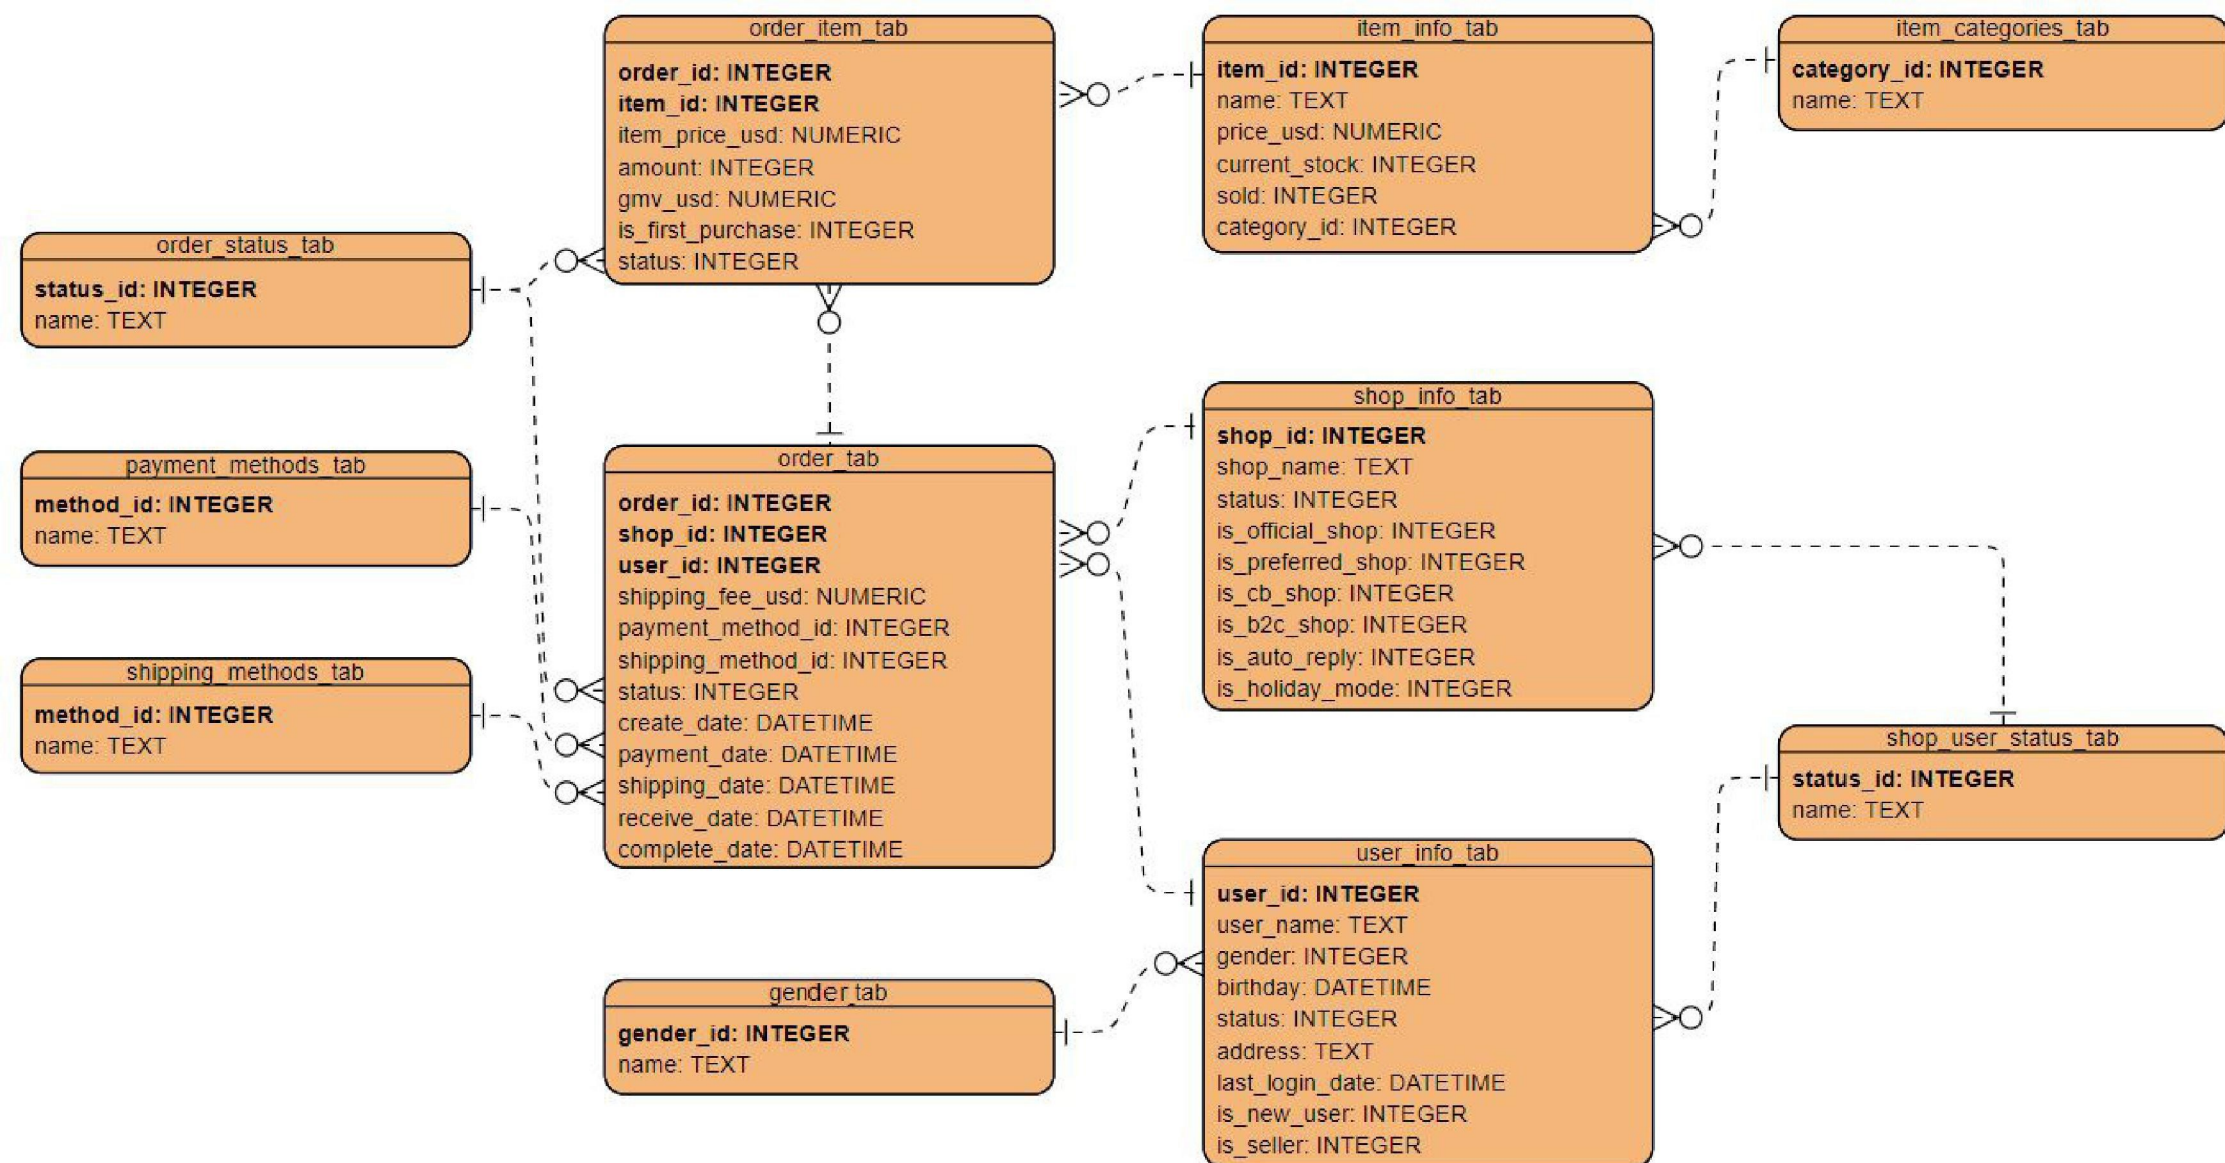 order_item_tab
order_id: INTEGER
item_id: INTEGER
item_price_usd: NUMERIC
amount: INTEGER
gmv_usd: NUMERIC
is_first_purchase: INTEGER
status: INTEGER
item_info_tab
item_id: INTEGER
name: TEXT
price_usd: NUMERIC
current_stock: INTEGER
sold: INTEGER
category_id: INTEGER
item_categories_tab
category_id: INTEGER
name: TEXT
order_status_tab
status_id: INTEGER
name: TEXT
payment_methods_tab
method_id: INTEGER
name: TEXT
shipping_methods_tab
method_id: INTEGER
name: TEXT
order_tab
order_id: INTEGER
shop_id: INTEGER
user_id: INTEGER
shipping_fee_usd: NUMERIC
payment_method_id: INTEGER
shipping_method_id: INTEGER
status: INTEGER
create_date: DATETIME
payment_date: DATETIME
shipping_date: DATETIME
receive_date: DATETIME
complete_date: DATETIME
shop_info_tab
shop_id: INTEGER
shop_name: TEXT
status: INTEGER
is_official_shop: INTEGER
is_preferred_shop: INTEGER
is_cb_shop: INTEGER
is_b2c_shop: INTEGER
is_auto_reply: INTEGER
is_holiday_mode: INTEGER
shop_user_status_tab
status_id: INTEGER
name: TEXT
gender_tab
gender_id: INTEGER
name: TEXT
user_info_tab
user_id: INTEGER
user_name: TEXT
gender: INTEGER
birthday: DATETIME
status: INTEGER
address: TEXT
last_login_date: DATETIME
is_new_user: INTEGER
is_seller: INTEGER